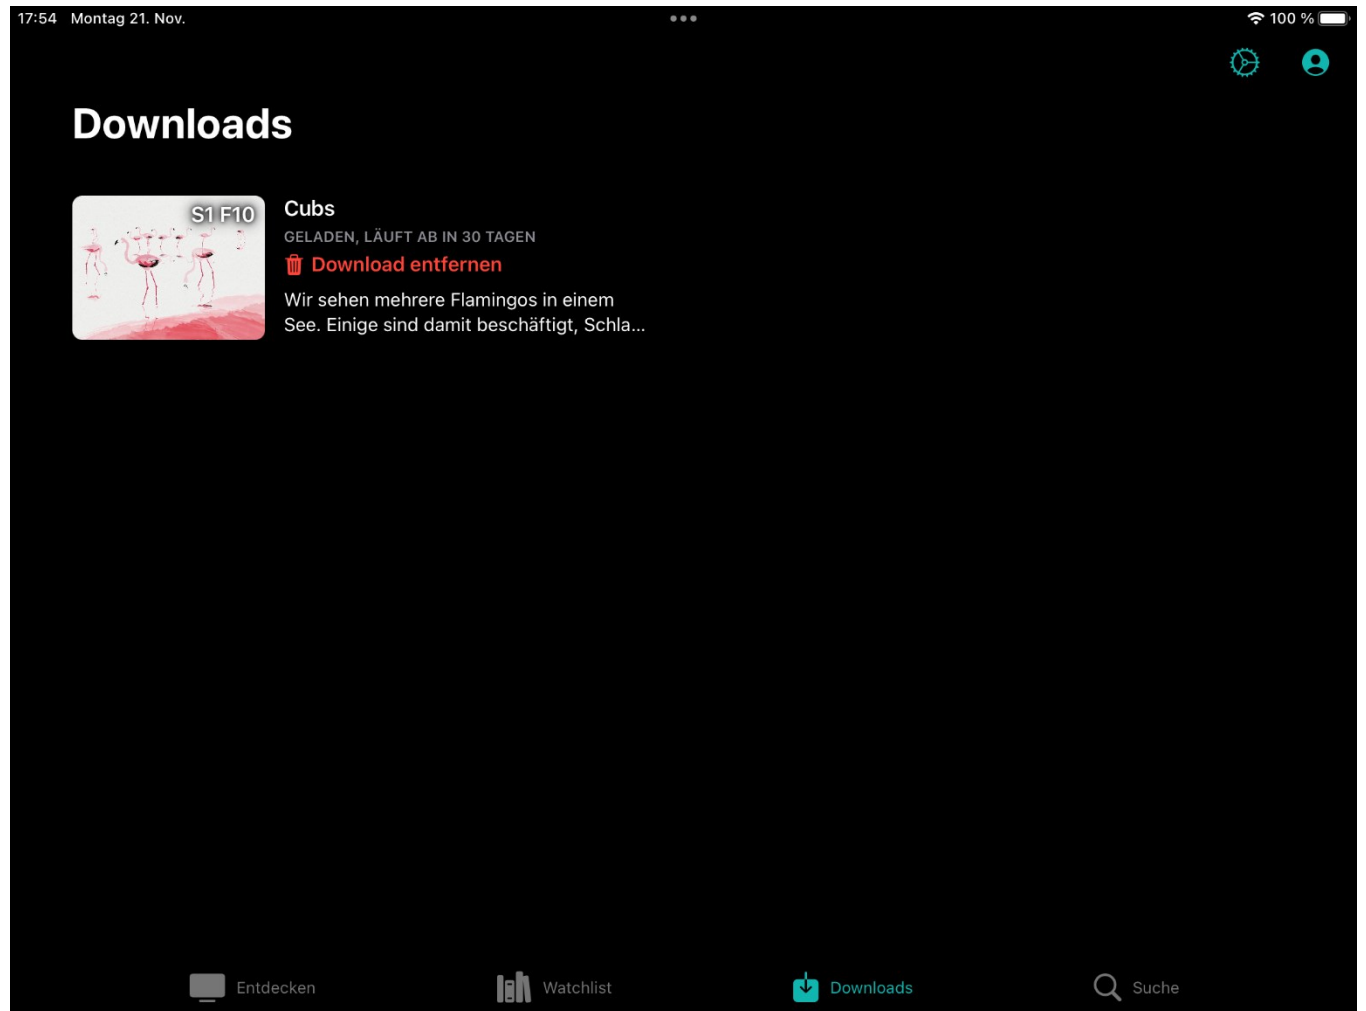 17:54 Montag 21. Nov.
100 %
Downloads
S1 F10
Cubs
GELADEN, LÄUFT AB IN 30 TAGEN
Download entfernen
Wir sehen mehrere Flamingos in einem
See. Einige sind damit beschäftigt, Schla...
Entdecken
Watchlist
Downloads
Suche